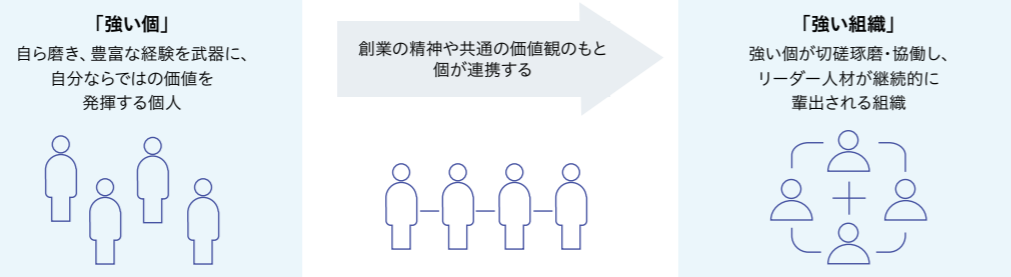 「強い個」
自ら磨き、豊富な経験を武器に、
自分ならではの価値を
発揮する個人
創業の精神や共通の価値観のもと
個が連携する
「強い組織」
強い個が切磋琢磨・協働し、
リーダー人材が継続的に
輩出される組織